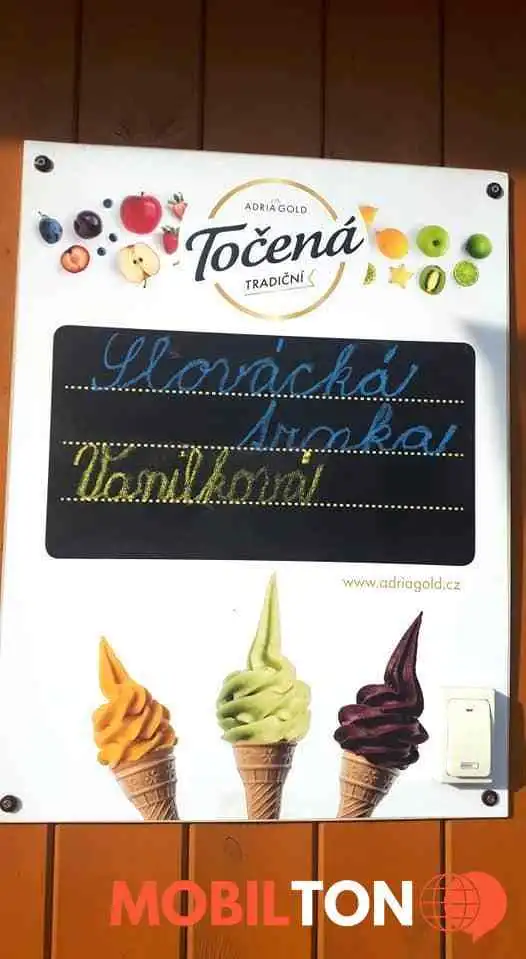 ADRIA GOLD
Točená
TRADIČNÍ
Slovácká
trnka
Vanilková
www.adriagold.cz
MOBILTON